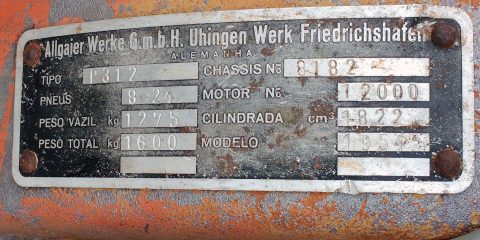 Allgaier Werke G.m.b.H. Uhingen Werk Friedrichshafen
ALEMANHA
TIPO P312 CHASSIS No 8182
PNEUS 8-24 MOTOR No. 12000
PESO VAZIL kg 1275 CILINDRADA cm³ 1822
PESO TOTAL kg 1600 MODELO